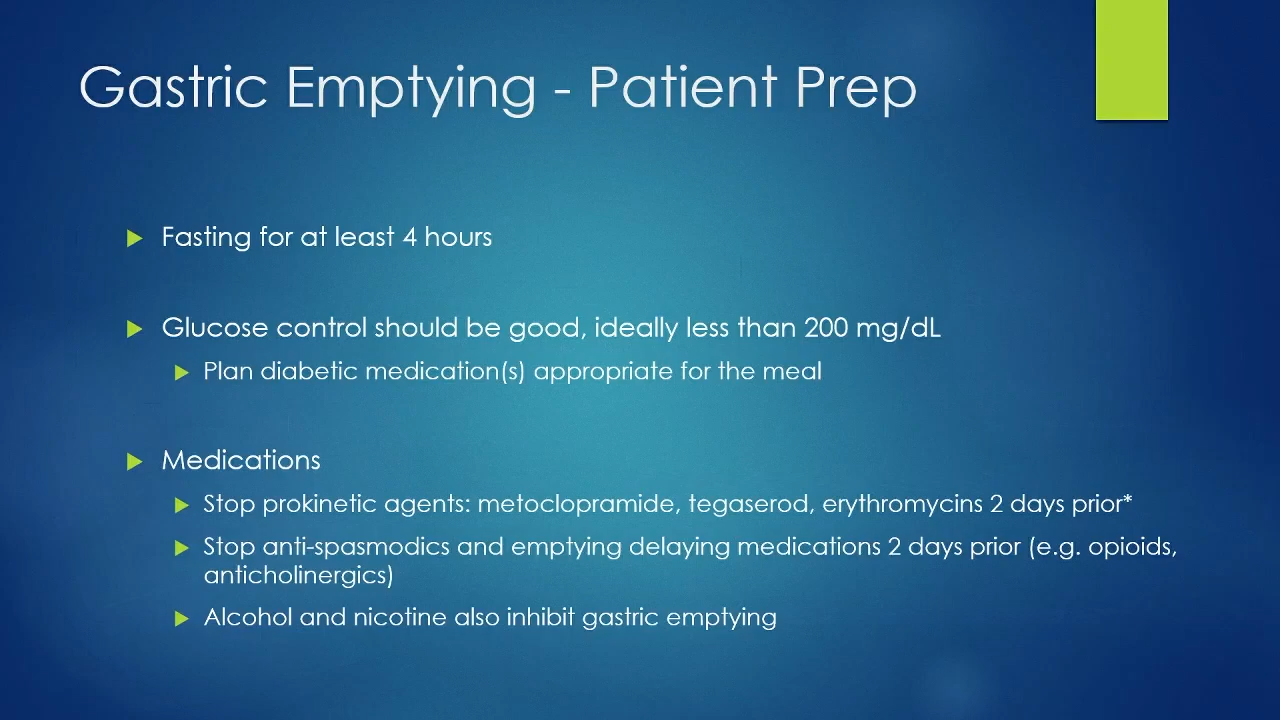 Gastric Emptying - Patient Prep
Fasting for at least 4 hours
Glucose control should be good, ideally less than 200 mg/dL
Plan diabetic medication(s) appropriate for the meal
Medications
Stop prokinetic agents: metoclopramide, tegaserod, erythromycins 2 days prior*
Stop anti-spasmodics and emptying delaying medications 2 days prior (e.g. opioids,
anticholinergics)
Alcohol and nicotine also inhibit gastric emptying